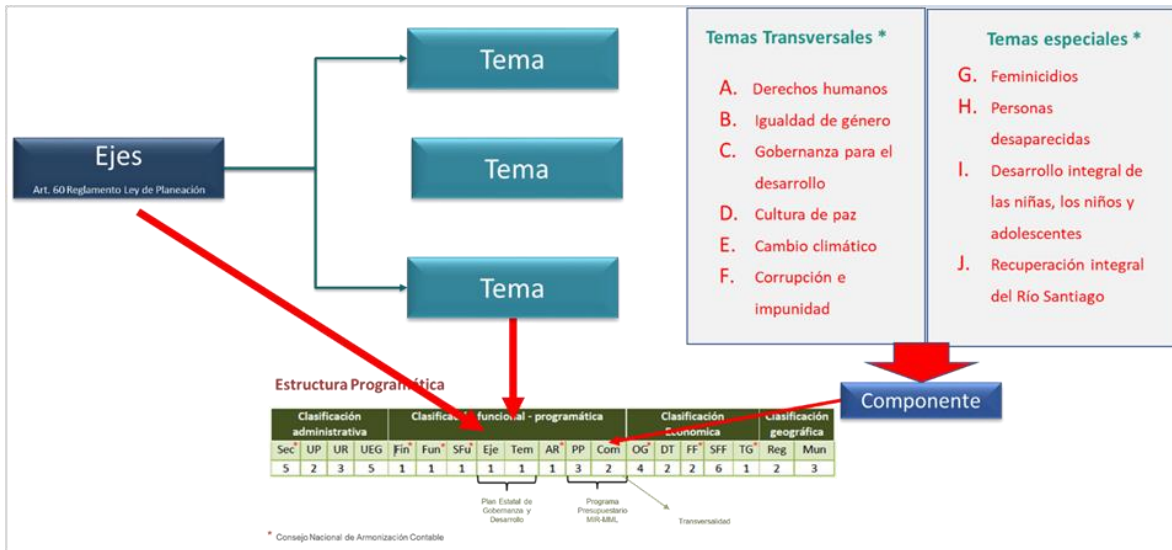 Tema
Tema
Tema
Ejes
Art. 60 Reglamento Ley de Planeación
Temas Transversales *
A. Derechos humanos
B. Igualdad de género
C. Gobernanza para el
desarrollo
D. Cultura de paz
E. Cambio climático
F. Corrupción e
impunidad
Temas especiales *
G. Feminicidios
H. Personas
desaparecidas
I. Desarrollo integral de
las niñas, los niños y
adolescentes
J. Recuperación integral
del Río Santiago
Componente
Estructura Programática
Clasificación administrativa Clasificación funcional - programática Clasificación Económica Clasificación geográfica
Sec* UP UR UEG Fin* Fun* SFu* Eje Tem AR* PP Com OG* DT FF* SFF TG* Reg Mun
5 2 3 5 1 1 1 1 1 1 3 2 4 2 2 6 1 2 3
Plan Estatal de
Gobernanza y
Desarrollo
Programa
Presupuestario
MIR-MML
Transversalidad
* Consejo Nacional de Armonización Contable